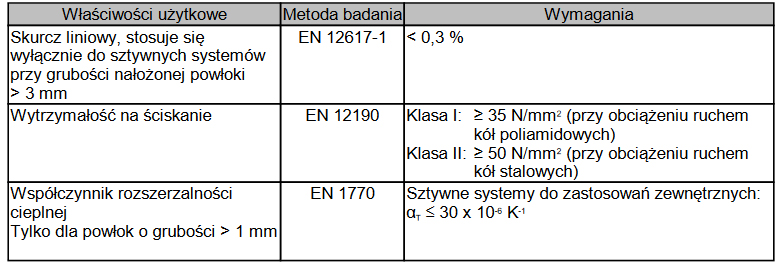 Właściwości użytkowe Metoda badania Wymagania
Skurcz liniowy, stosuje się EN 12617-1 < 0,3 %
wyłącznie do sztywnych systemów
przy grubości nałożonej powłoki
> 3 mm
Wytrzymałość na ściskanie EN 12190 Klasa I: ≥ 35 N/mm² (przy obciążeniu ruchem
kół poliamidowych)
Klasa II: ≥ 50 N/mm² (przy obciążeniu ruchem
kół stalowych)
Współczynnik rozszerzalności EN 1770 Sztywne systemy do zastosowań zewnętrznych:
cieplnej αT ≤ 30 x 10⁻⁶ K⁻¹
Tylko dla powłok o grubości > 1 mm